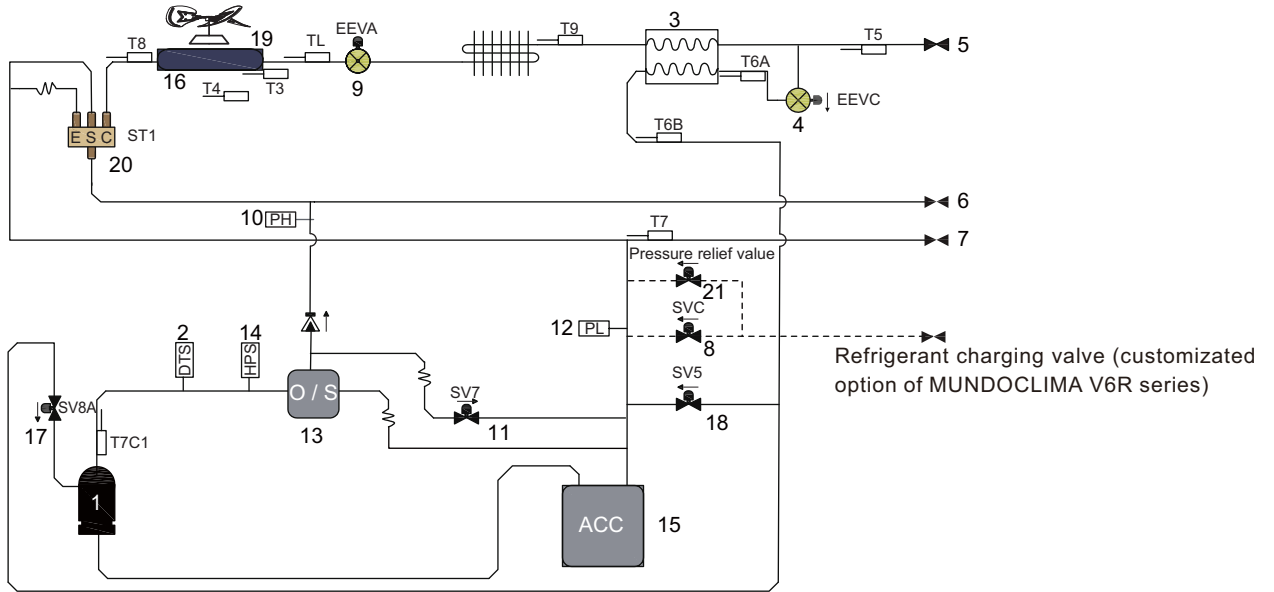 EEVA
T8
19
TL
T9
3
T5
5
16
T4
T3
9
T6A
EEVC
4
E S C
ST1
20
T6B
10
PH
6
T7
7
Pressure relief value
21
SVC
12
PL
8
Refrigerant charging valve (customizated
option of MUNDOCLIMA V6R series)
2
DTS
14
HPS
O / S
13
SV7
11
SV5
18
SV8A
17
T7C1
1
ACC
15